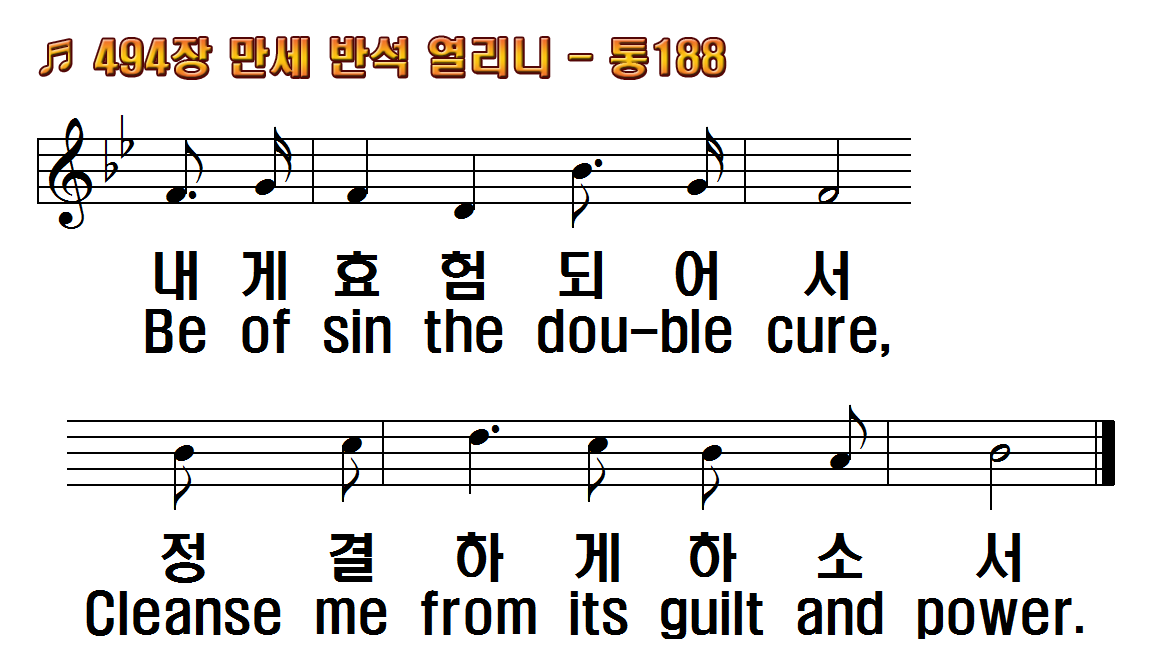 ♬ 494장 만세 반석 열리니 - 통188
내 게 효 험 되 어 서
Be of sin the dou-ble cure,
정 결 하 게 하 소 서
Cleanse me from its guilt and power.